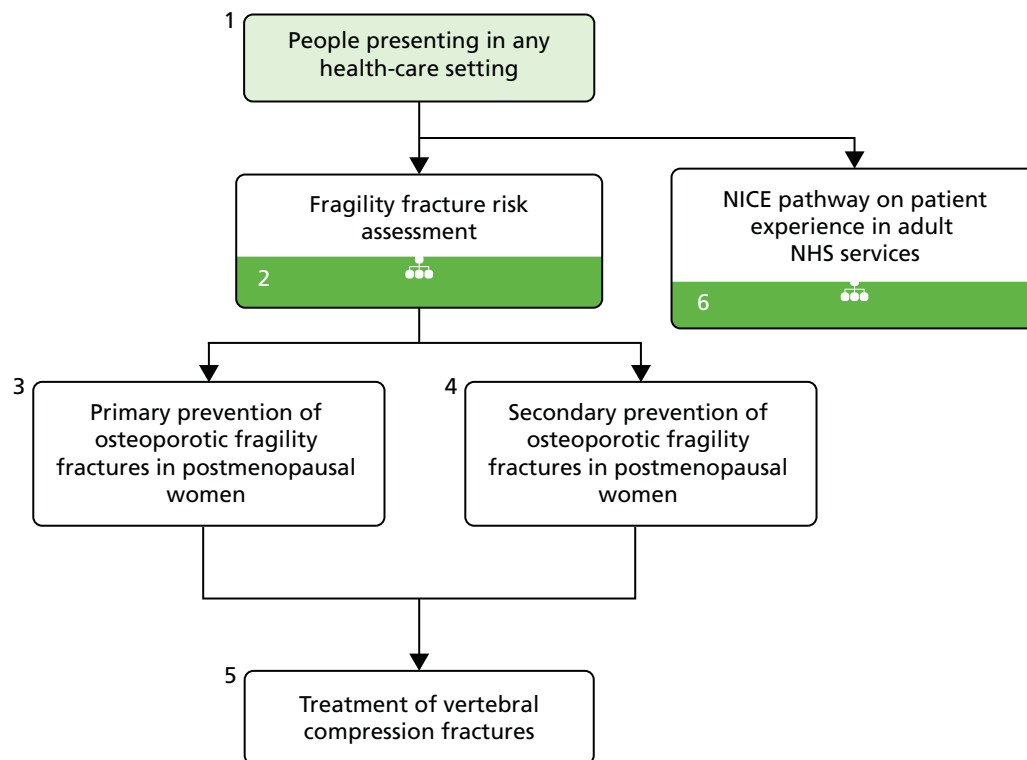 1
People presenting in any
health-care setting
Fragility fracture risk
assessment
2
NICE pathway on patient
experience in adult
NHS services
6
3
Primary prevention of
osteoporotic fragility
fractures in postmenopausal
women
4
Secondary prevention of
osteoporotic fragility
fractures in postmenopausal
women
5
Treatment of vertebral
compression fractures